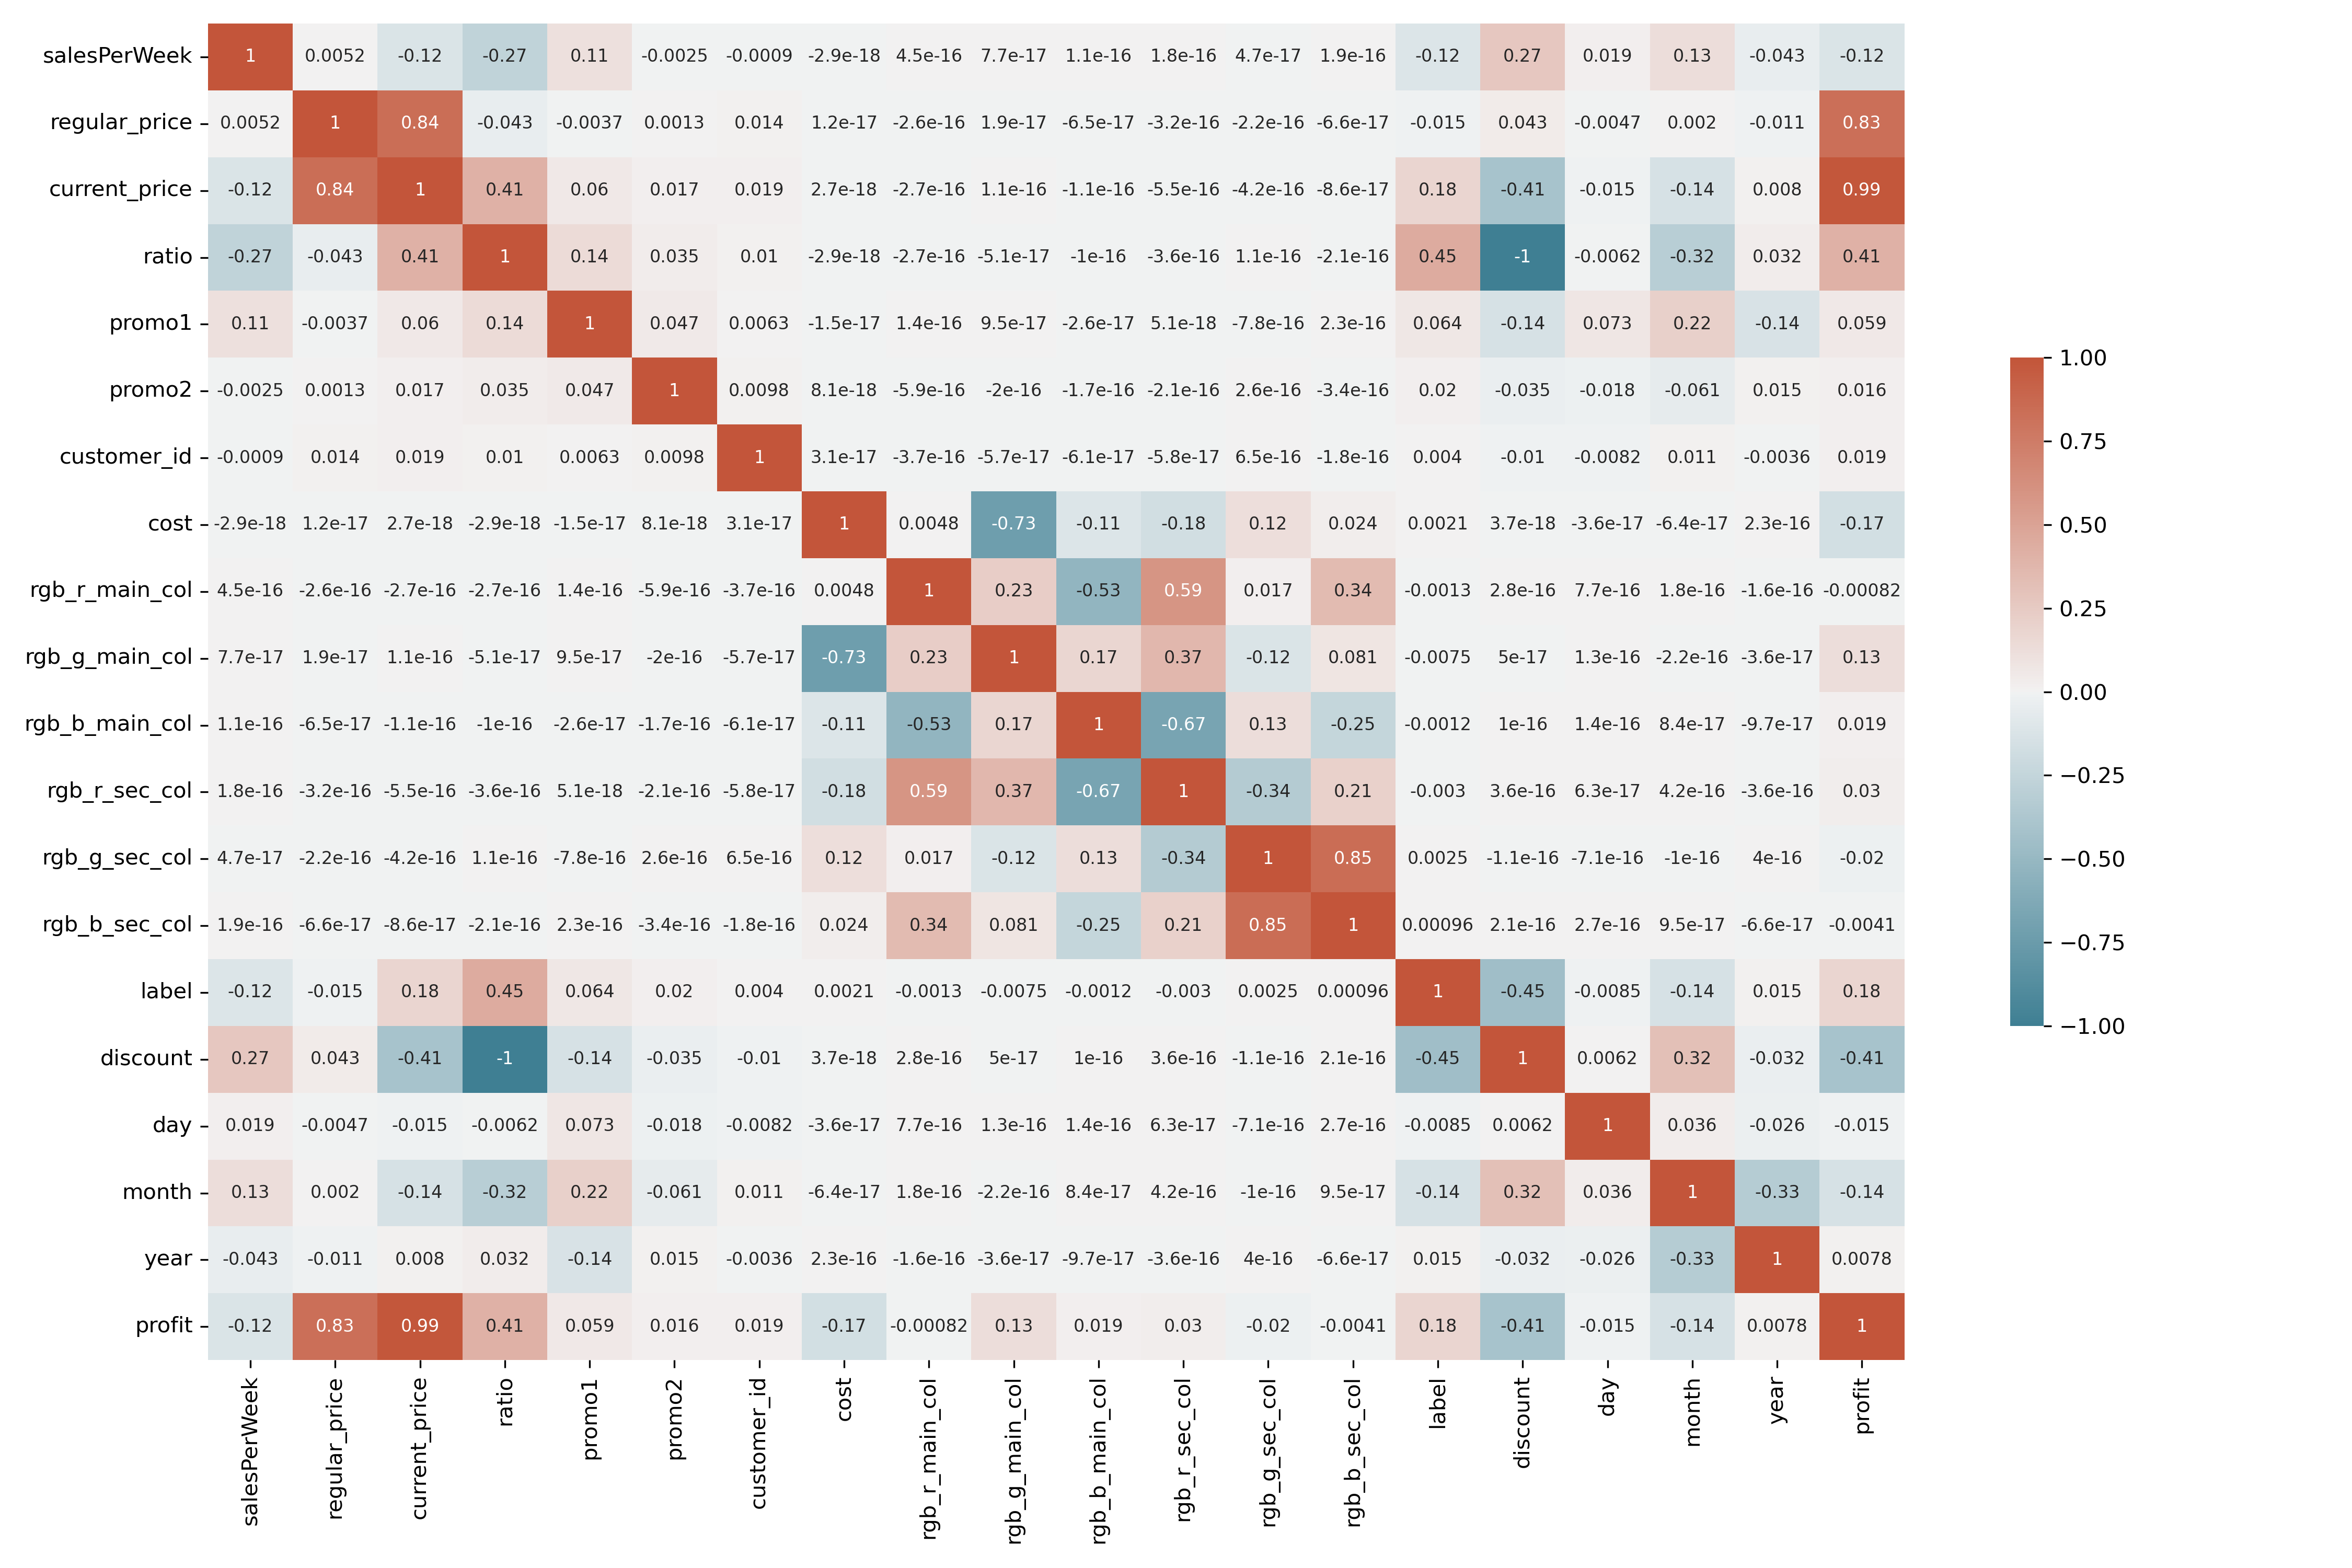 salesPerWeek 1 0.0052 -0.12 -0.27 0.11 -0.0025 -0.0009 -2.9e-18 4.5e-16 7.7e-17 1.1e-16 1.8e-16 4.7e-17 1.9e-16 -0.12 0.27 0.019 0.13 -0.043 -0.12
regular_price 0.0052 1 0.84 -0.043 -0.0037 0.0013 0.014 1.2e-17 -2.6e-16 1.9e-17 -6.5e-17 -3.2e-16 -2.2e-16 -6.6e-17 -0.015 0.043 -0.0047 0.002 -0.011 0.83
current_price -0.12 0.84 1 0.41 0.06 0.017 0.019 2.7e-18 -2.7e-16 1.1e-16 -1.1e-16 -5.5e-16 -4.2e-16 -8.6e-17 0.18 -0.41 -0.015 -0.14 0.008 0.99
ratio -0.27 -0.043 0.41 1 0.14 0.035 0.01 -2.9e-18 -2.7e-16 -5.1e-17 -1e-16 -3.6e-16 1.1e-16 -2.1e-16 0.45 -1 -0.0062 -0.32 0.032 0.41
promo1 0.11 -0.0037 0.06 0.14 1 0.047 0.0063 -1.5e-17 1.4e-16 9.5e-17 -2.6e-17 5.1e-18 -7.8e-16 2.3e-16 0.064 -0.14 0.073 0.22 -0.14 0.059
promo2 -0.0025 0.0013 0.017 0.035 0.047 1 0.0098 8.1e-18 -5.9e-16 -2e-16 -1.7e-16 -2.1e-16 2.6e-16 -3.4e-16 0.02 -0.035 -0.018 -0.061 0.015 0.016
customer_id -0.0009 0.014 0.019 0.01 0.0063 0.0098 1 3.1e-17 -3.7e-16 -5.7e-17 -6.1e-17 -5.8e-17 6.5e-16 -1.8e-16 0.004 -0.01 -0.0082 0.011 -0.0036 0.019
cost -2.9e-18 1.2e-17 2.7e-18 -2.9e-18 -1.5e-17 8.1e-18 3.1e-17 1 0.0048 -0.73 -0.11 -0.18 0.12 0.024 0.0021 3.7e-18 -3.6e-17 -6.4e-17 2.3e-16 -0.17
rgb_r_main_col 4.5e-16 -2.6e-16 -2.7e-16 -2.7e-16 1.4e-16 -5.9e-16 -3.7e-16 0.0048 1 0.23 -0.53 0.59 0.017 0.34 -0.0013 2.8e-16 7.7e-16 1.8e-16 -1.6e-16 -0.00082
rgb_g_main_col 7.7e-17 1.9e-17 1.1e-16 -5.1e-17 9.5e-17 -2e-16 -5.7e-17 -0.73 0.23 1 0.17 0.37 -0.12 0.081 -0.0075 5e-17 1.3e-16 -2.2e-16 -3.6e-17 0.13
rgb_b_main_col 1.1e-16 -6.5e-17 -1.1e-16 -1e-16 -2.6e-17 -1.7e-16 -6.1e-17 -0.11 -0.53 0.17 1 -0.67 0.13 -0.25 -0.0012 1e-16 1.4e-16 8.4e-17 -9.7e-17 0.019
rgb_r_sec_col 1.8e-16 -3.2e-16 -5.5e-16 -3.6e-16 5.1e-18 -2.1e-16 -5.8e-17 -0.18 0.59 0.37 -0.67 1 -0.34 0.21 -0.003 3.6e-16 6.3e-17 4.2e-16 -3.6e-16 0.03
rgb_g_sec_col 4.7e-17 -2.2e-16 -4.2e-16 1.1e-16 -7.8e-16 2.6e-16 6.5e-16 0.12 0.017 -0.12 0.13 -0.34 1 0.85 0.0025 -1.1e-16 -7.1e-16 -1e-16 4e-16 -0.02
rgb_b_sec_col 1.9e-16 -6.6e-17 -8.6e-17 -2.1e-16 2.3e-16 -3.4e-16 -1.8e-16 0.024 0.34 0.081 -0.25 0.21 0.85 1 0.00096 2.1e-16 2.7e-16 9.5e-17 -6.6e-17 -0.0041
label -0.12 -0.015 0.18 0.45 0.064 0.02 0.004 0.0021 -0.0013 -0.0075 -0.0012 -0.003 0.0025 0.00096 1 -0.45 -0.0085 -0.14 0.015 0.18
discount 0.27 0.043 -0.41 -1 -0.14 -0.035 -0.01 3.7e-18 2.8e-16 5e-17 1e-16 3.6e-16 -1.1e-16 2.1e-16 -0.45 1 0.0062 0.32 -0.032 -0.41
day 0.019 -0.0047 -0.015 -0.0062 0.073 -0.018 -0.0082 -3.6e-17 7.7e-16 1.3e-16 1.4e-16 6.3e-17 -7.1e-16 2.7e-16 -0.0085 0.0062 1 0.036 -0.026 -0.015
month 0.13 0.002 -0.14 -0.32 0.22 -0.061 0.011 -6.4e-17 1.8e-16 -2.2e-16 8.4e-17 4.2e-16 -1e-16 9.5e-17 -0.14 0.32 0.036 1 -0.33 -0.14
year -0.043 -0.011 0.008 0.032 -0.14 0.015 -0.0036 2.3e-16 -1.6e-16 -3.6e-17 -9.7e-17 -3.6e-16 4e-16 -6.6e-17 0.015 -0.032 -0.026 -0.33 1 0.0078
profit -0.12 0.83 0.99 0.41 0.059 0.016 0.019 -0.17 -0.00082 0.13 0.019 0.03 -0.02 -0.0041 0.18 -0.41 -0.015 -0.14 0.0078 1
salesPerWeek regular_price current_price ratio promo1 promo2 customer_id cost rgb_r_main_col rgb_g_main_col rgb_b_main_col rgb_r_sec_col rgb_g_sec_col rgb_b_sec_col label discount day month year profit
1.00
0.75
0.50
0.25
0.00
−0.25
−0.50
−0.75
−1.00